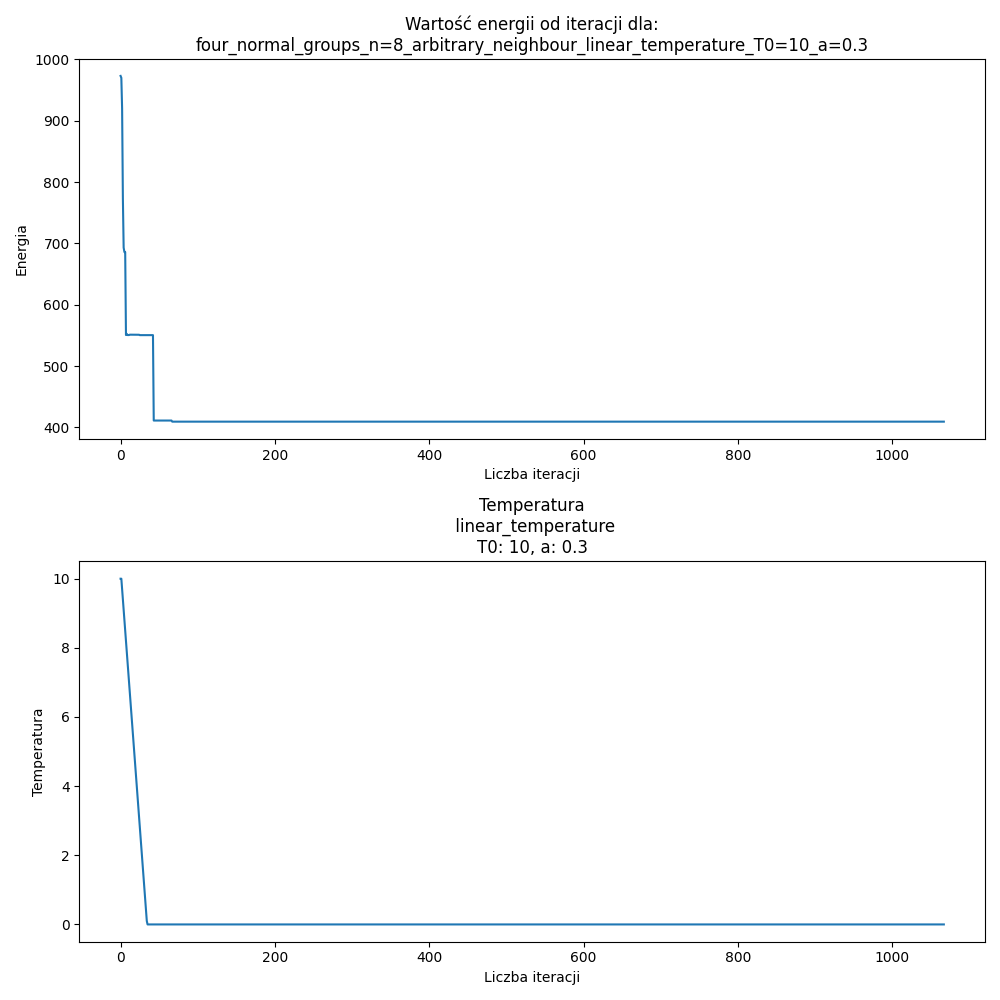 Wartość energii od iteracji dla:
four_normal_groups_n=8_arbitrary_neighbour_linear_temperature_T0=10_a=0.3
1000
900
800
700
600
500
400
Energia
0 200 400 600 800 1000
Liczba iteracji
Temperatura
linear_temperature
T0: 10, a: 0.3
10
8
6
4
2
0
Temperatura
0 200 400 600 800 1000
Liczba iteracji